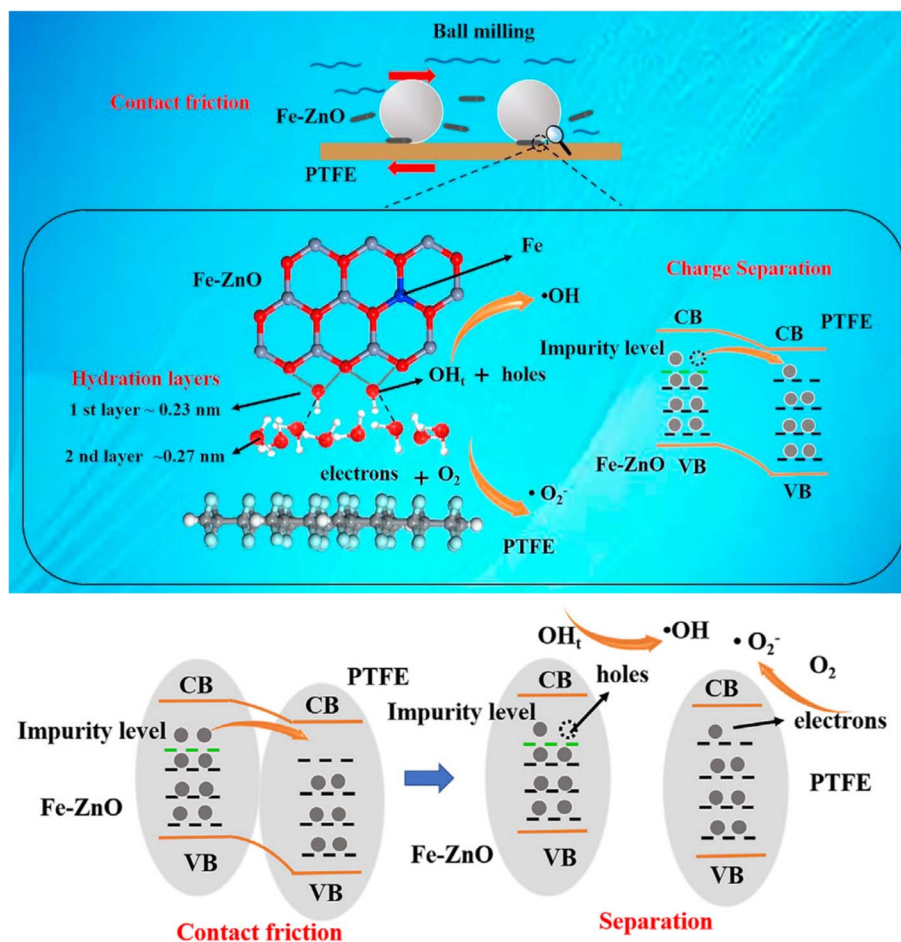 Ball milling
Contact friction
Fe-ZnO
PTFE
Fe
Fe-ZnO
Charge Separation
•OH
CB
PTFE
CB
Impurity level
OHt + holes
Hydration layers
1 st layer ~ 0.23 nm
2 nd layer ~0.27 nm
electrons + O2
Fe-ZnO
VB
VB
• O2-
PTFE
OHt
•OH
• O2-
PTFE
holes
O2
CB
CB
CB
CB
Impurity level
Impurity level
electrons
Fe-ZnO
PTFE
Fe-ZnO
VB
VB
VB
VB
Contact friction
Separation